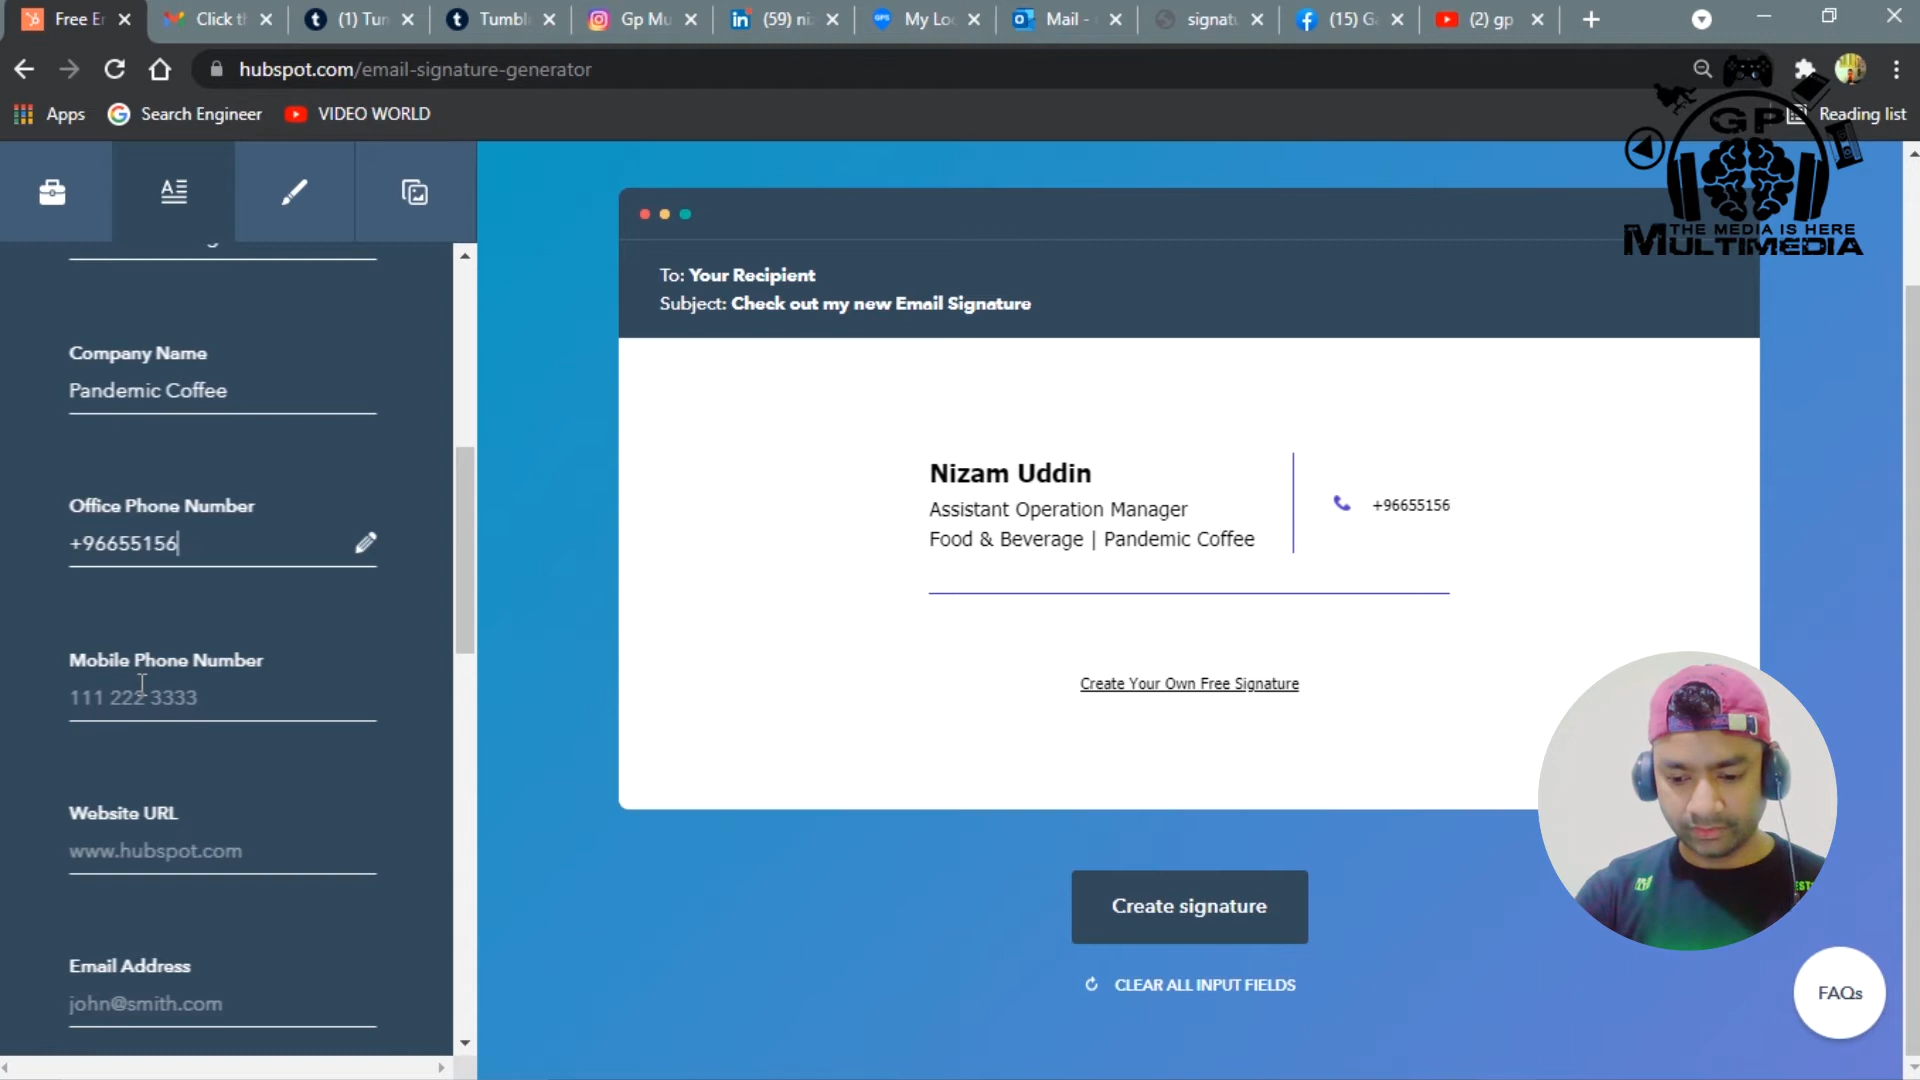 Free Er
Click th
(1) Tun
Tumbl
Gp Mu
(59) ni
My Lo
Mail -
signatu
(15) G
(2) gp
hubspot.com/email-signature-generator
Apps
Search Engineer
VIDEO WORLD
Reading list
GP
THE MEDIA IS HERE
MULTIMEDIA
To: Your Recipient
Subject: Check out my new Email Signature
Company Name
Pandemic Coffee
Office Phone Number
+96655156
Mobile Phone Number
111 222 3333
Website URL
www.hubspot.com
Email Address
john@smith.com
Nizam Uddin
Assistant Operation Manager
Food & Beverage | Pandemic Coffee
+96655156
Create Your Own Free Signature
Create signature
CLEAR ALL INPUT FIELDS
FAQs